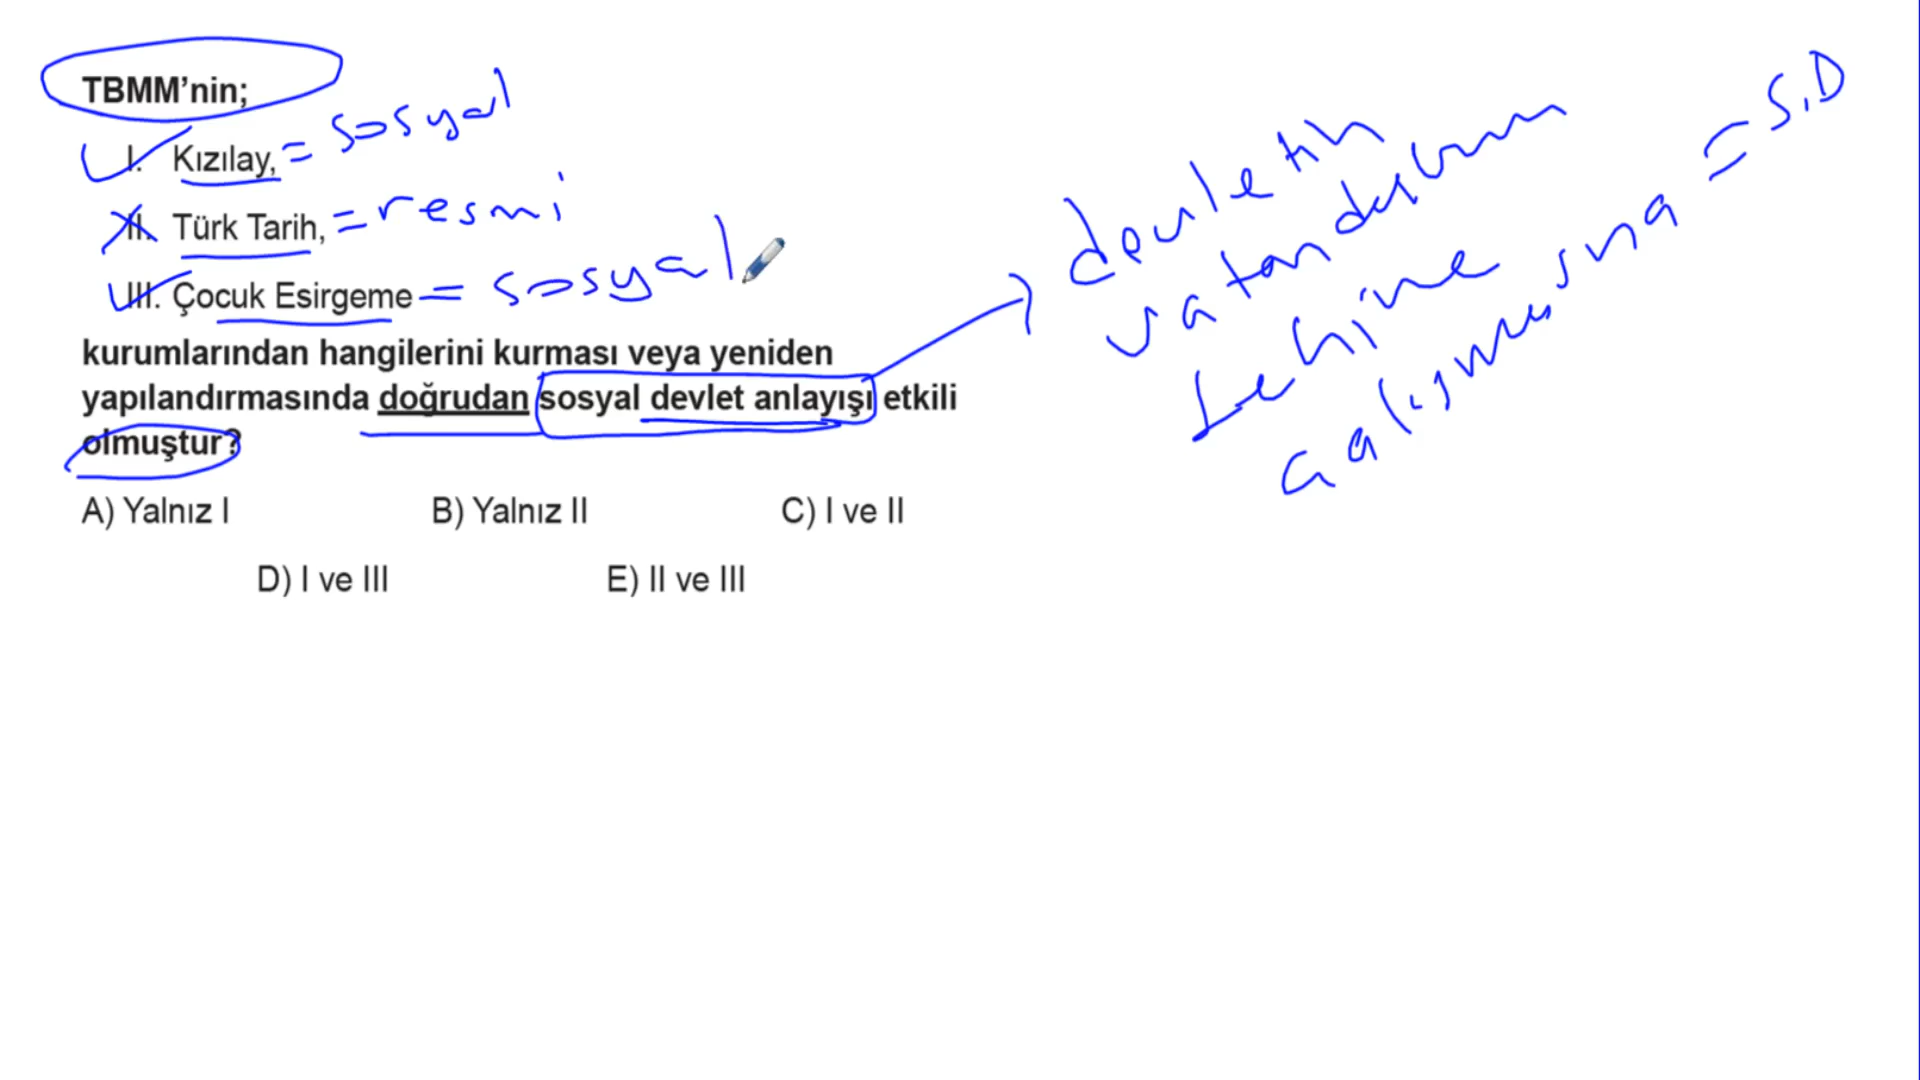 TBMM'nin;
I. Kızılay, = sosyal
II. Türk Tarih, = resmi
III. Çocuk Esirgeme = sosyal
kurumlarından hangilerini kurması veya yeniden
yapılandırmasında doğrudan sosyal devlet anlayışı etkili
olmuştur?
A) Yalnız I B) Yalnız II C) I ve II
D) I ve III E) II ve III
devletin
vatandaşının
Lehine
çalışmasına = S.D